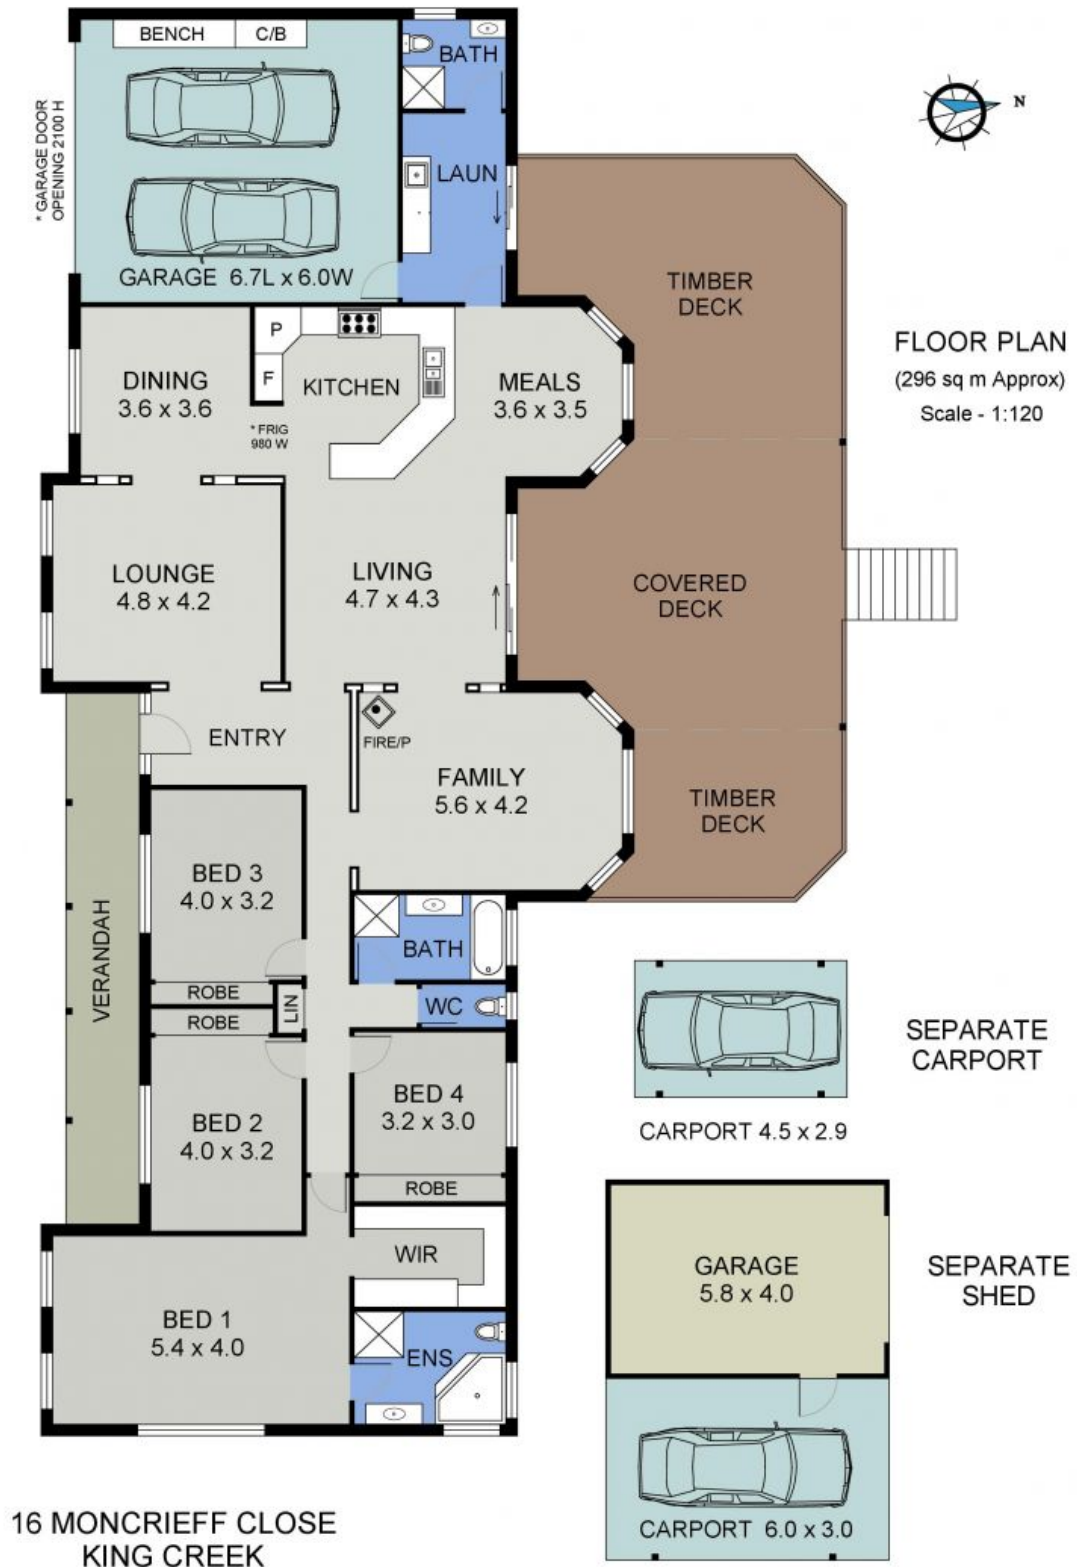 BENCH
C/B
BATH
* GARAGE DOOR
OPENING 2100 H
LAUN
GARAGE 6.7L x 6.0W
N
TIMBER
DECK
FLOOR PLAN
(296 sq m Approx)
Scale - 1:120
P
F
DINING
3.6 x 3.6
KITCHEN
MEALS
3.6 x 3.5
* FRIG
980 W
LOUNGE
4.8 x 4.2
LIVING
4.7 x 4.3
COVERED
DECK
ENTRY
FIRE/P
FAMILY
5.6 x 4.2
TIMBER
DECK
BED 3
4.0 x 3.2
VERANDAH
BATH
ROBE
LIN
WC
ROBE
BED 2
4.0 x 3.2
BED 4
3.2 x 3.0
ROBE
SEPARATE
CARPORT
CARPORT 4.5 x 2.9
WIR
GARAGE
5.8 x 4.0
SEPARATE
SHED
BED 1
5.4 x 4.0
ENS
CARPORT 6.0 x 3.0
16 MONCRIEFF CLOSE
KING CREEK